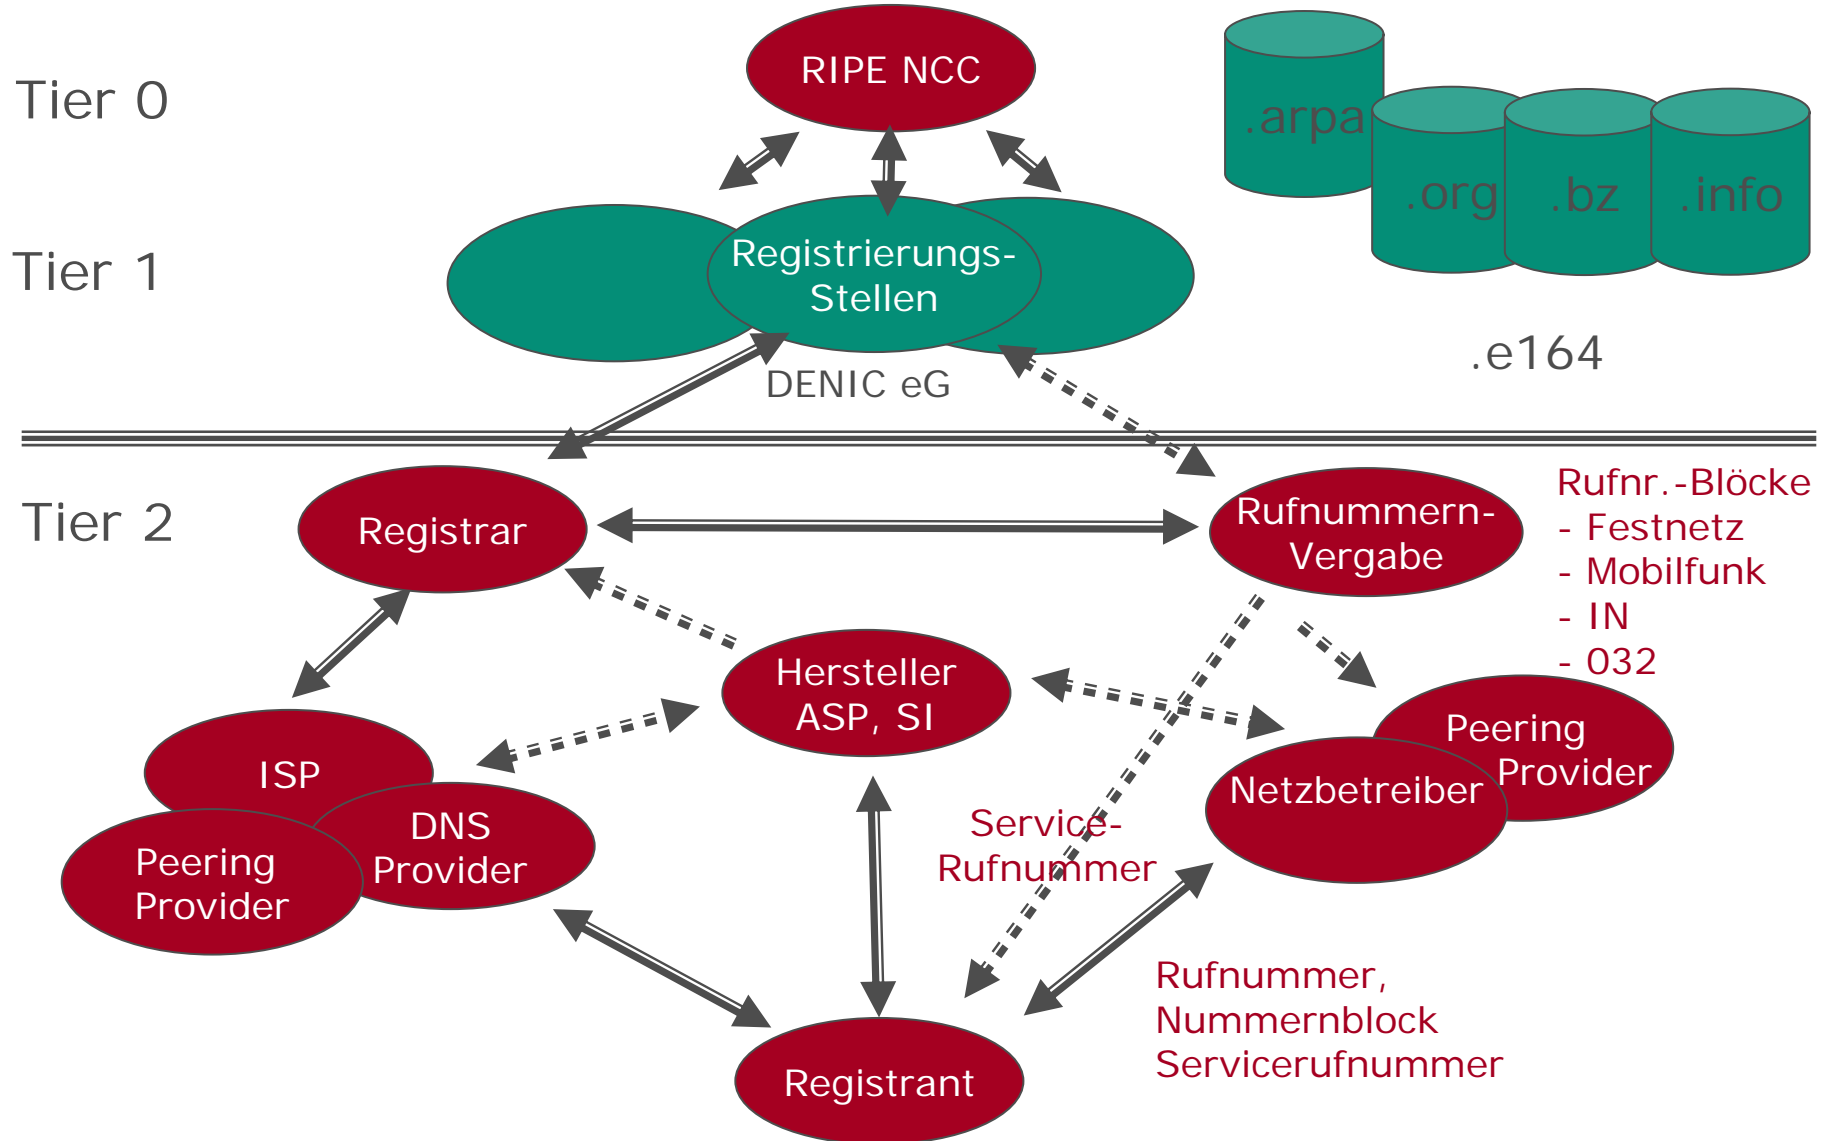 Tier 0
RIPE NCC
.arpa
.org
.bz
.info
Tier 1
Registrierungs-
Stellen
DENIC eG
.e164
Tier 2
Registrar
Rufnummern-
Vergabe
Rufnr.-Blöcke
- Festnetz
- Mobilfunk
- IN
- 032
Hersteller
ASP, SI
ISP
DNS
Provider
Peering
Provider
Peering
Provider
Netzbetreiber
Service-
Rufnummer
Rufnummer,
Nummernblock
Servicerufnummer
Registrant